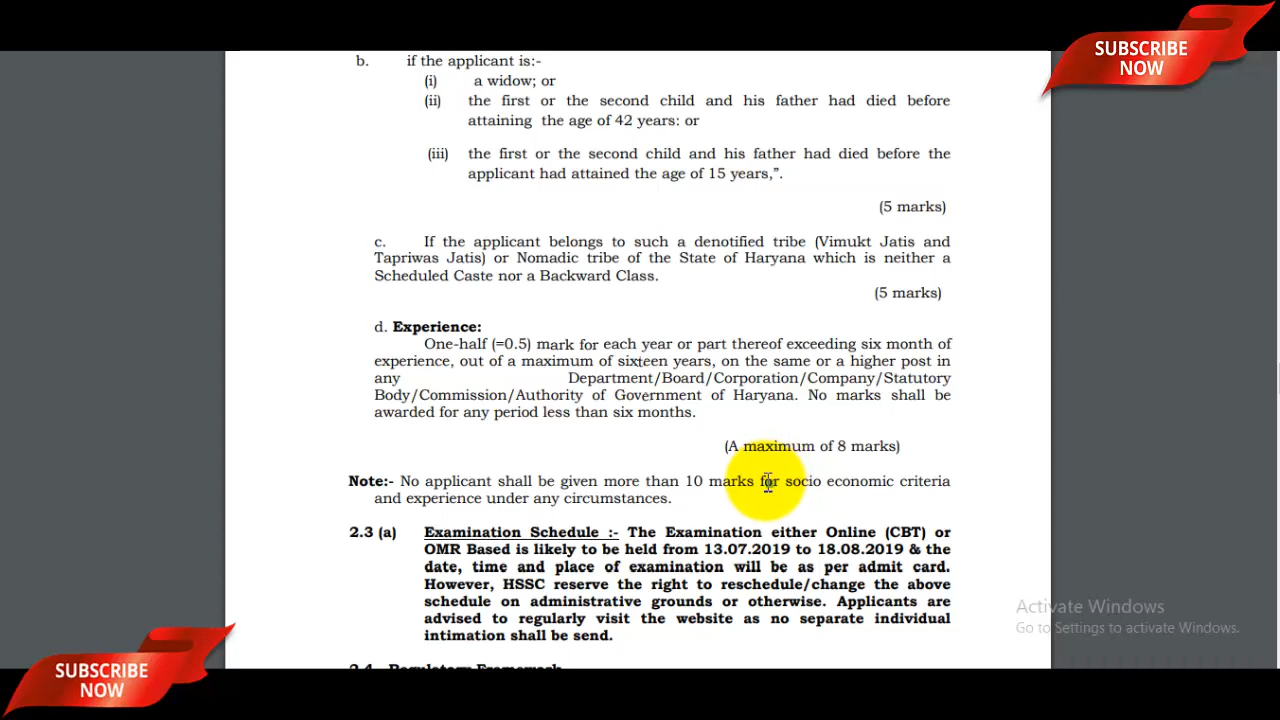 SUBSCRIBE
NOW
b. if the applicant is:-
(i) a widow; or
(ii) the first or the second child and his father had died before
attaining the age of 42 years: or
(iii) the first or the second child and his father had died before the
applicant had attained the age of 15 years,”.
(5 marks)
c. If the applicant belongs to such a denotified tribe (Vimukt Jatis and
Tapriwas Jatis) or Nomadic tribe of the State of Haryana which is neither a
Scheduled Caste nor a Backward Class.
(5 marks)
d. Experience:
One-half (=0.5) mark for each year or part thereof exceeding six month of
experience, out of a maximum of sixteen years, on the same or a higher post in
any Department/Board/Corporation/Company/Statutory
Body/Commission/Authority of Government of Haryana. No marks shall be
awarded for any period less than six months.
(A maximum of 8 marks)
Note:- No applicant shall be given more than 10 marks for socio economic criteria
and experience under any circumstances.
2.3 (a) Examination Schedule :- The Examination either Online (CBT) or
OMR Based is likely to be held from 13.07.2019 to 18.08.2019 & the
date, time and place of examination will be as per admit card.
However, HSSC reserve the right to reschedule/change the above
schedule on administrative grounds or otherwise. Applicants are
advised to regularly visit the website as no separate individual
intimation shall be send.
2.4 Regulatory Framework
Activate Windows
Go to Settings to activate Windows.
SUBSCRIBE
NOW